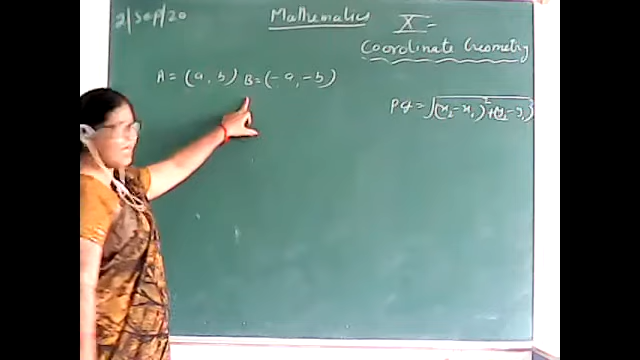 2/Sep/20
Mathematics X -
Coordinate Geometry
A = (a, b) B = (-a, -b)
PQ = √(x₂-x₁)²+(y₂-y₁)²